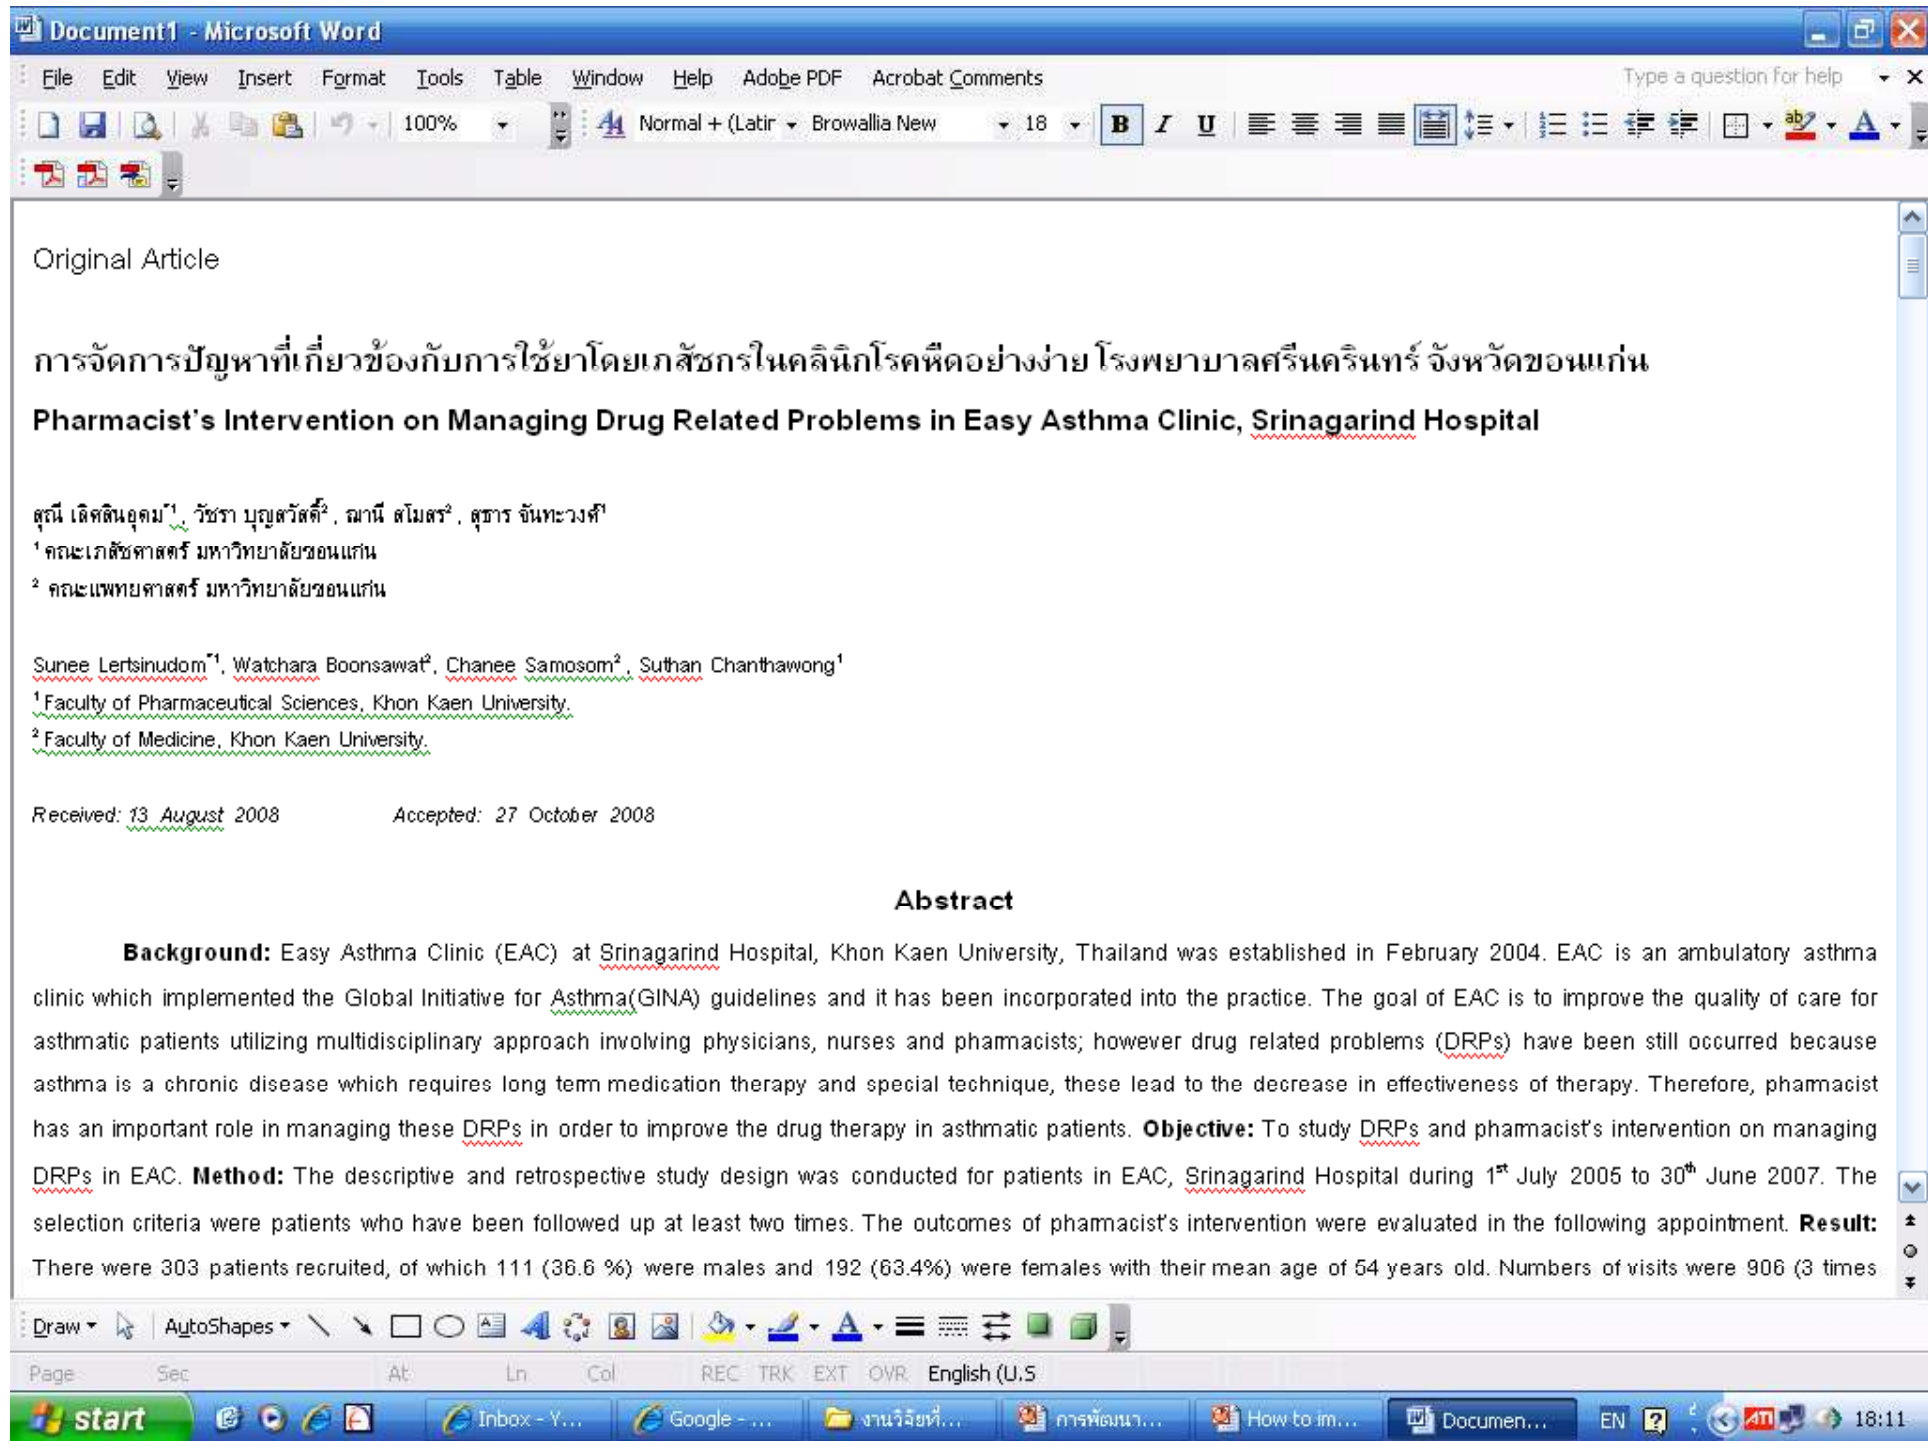 Document1 - Microsoft Word
File Edit View Insert Format Tools Table Window Help Adobe PDF Acrobat Comments Type a question for help
100% Normal + (Latir Browallia New 18 B I U
Original Article
การจัดการปัญหาที่เกี่ยวข้องกับการใช้ยาโดยเภสัชกรในคลินิกโรคหืดอย่างง่าย โรงพยาบาลศรีนครินทร์ จังหวัดขอนแก่น
Pharmacist's Intervention on Managing Drug Related Problems in Easy Asthma Clinic, Srinagarind Hospital
สุณี เลิศสินอุดม*1, วัชรา บุญสวัสดิ์2, ฌานี สโมสร2, สุธาร จันทะวงศ์1
1 คณะเภสัชศาสตร์ มหาวิทยาลัยขอนแก่น
2 คณะแพทยศาสตร์ มหาวิทยาลัยขอนแก่น
Sunee Lertsinudom*1, Watchara Boonsawat2, Chanee Samosorn2, Suthan Chanthawong1
1 Faculty of Pharmaceutical Sciences, Khon Kaen University.
2 Faculty of Medicine, Khon Kaen University.
Received: 13 August 2008 Accepted: 27 October 2008
Abstract
Background: Easy Asthma Clinic (EAC) at Srinagarind Hospital, Khon Kaen University, Thailand was established in February 2004. EAC is an ambulatory asthma
clinic which implemented the Global Initiative for Asthma(GINA) guidelines and it has been incorporated into the practice. The goal of EAC is to improve the quality of care for
asthmatic patients utilizing multidisciplinary approach involving physicians, nurses and pharmacists; however drug related problems (DRPs) have been still occurred because
asthma is a chronic disease which requires long term medication therapy and special technique, these lead to the decrease in effectiveness of therapy. Therefore, pharmacist
has an important role in managing these DRPs in order to improve the drug therapy in asthmatic patients. Objective: To study DRPs and pharmacist's intervention on managing
DRPs in EAC. Method: The descriptive and retrospective study design was conducted for patients in EAC, Srinagarind Hospital during 1st July 2005 to 30th June 2007. The
selection criteria were patients who have been followed up at least two times. The outcomes of pharmacist's intervention were evaluated in the following appointment. Result:
There were 303 patients recruited, of which 111 (36.6 %) were males and 192 (63.4%) were females with their mean age of 54 years old. Numbers of visits were 906 (3 times
Draw AutoShapes
Page Sec At Ln Col REC TRK EXT OVR English (U.S
start Inbox - Y... Google - ... งานวิจัยที่... การพัฒนา... How to im... Documen... EN ATI 18:11